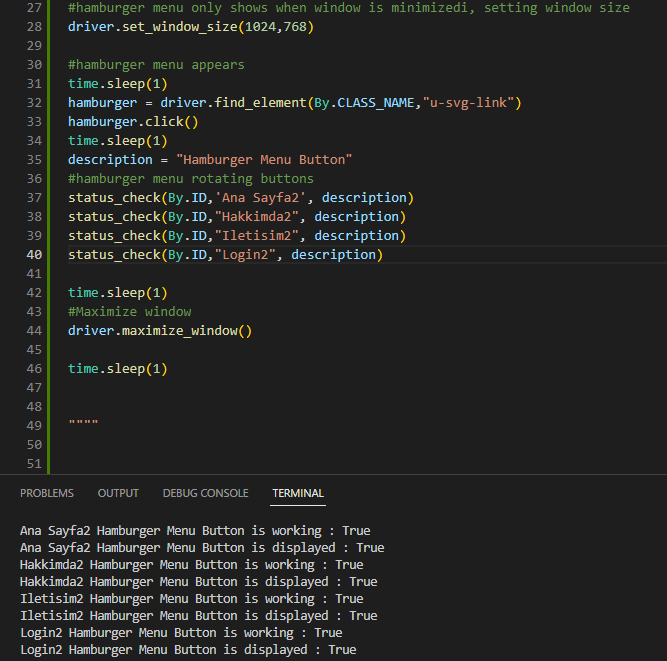 27 #hamburger menu only shows when window is minimizedi, setting window size
28 driver.set_window_size(1024,768)
29
30 #hamburger menu appears
31 time.sleep(1)
32 hamburger = driver.find_element(By.CLASS_NAME,"u-svg-link")
33 hamburger.click()
34 time.sleep(1)
35 description = "Hamburger Menu Button"
36 #hamburger menu rotating buttons
37 status_check(By.ID,'Ana Sayfa2', description)
38 status_check(By.ID,"Hakkimda2", description)
39 status_check(By.ID,"Iletisim2", description)
40 status_check(By.ID,"Login2", description)
41
42 time.sleep(1)
43 #Maximize window
44 driver.maximize_window()
45
46 time.sleep(1)
47
48
49 """"
50
51
PROBLEMS OUTPUT DEBUG CONSOLE TERMINAL
Ana Sayfa2 Hamburger Menu Button is working : True
Ana Sayfa2 Hamburger Menu Button is displayed : True
Hakkimda2 Hamburger Menu Button is working : True
Hakkimda2 Hamburger Menu Button is displayed : True
Iletisim2 Hamburger Menu Button is working : True
Iletisim2 Hamburger Menu Button is displayed : True
Login2 Hamburger Menu Button is working : True
Login2 Hamburger Menu Button is displayed : True